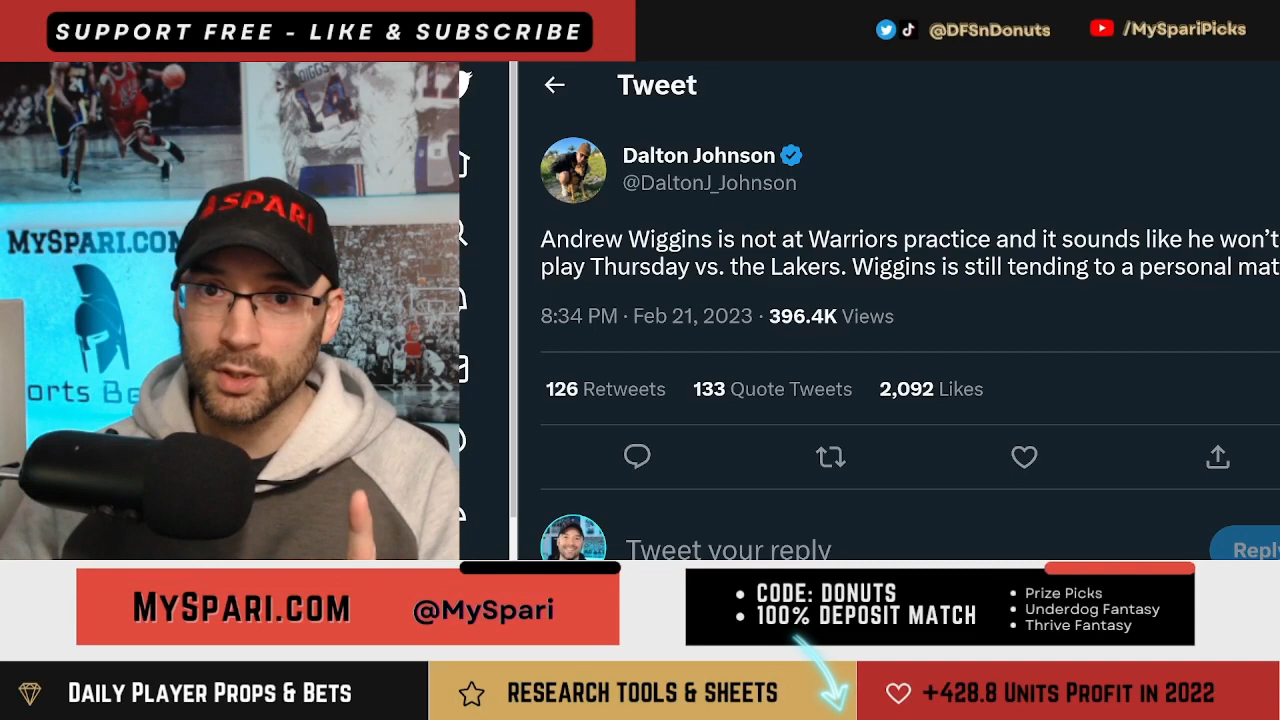 SUPPORT FREE - LIKE & SUBSCRIBE
@DFSnDonuts
/MySpariPicks
DIGGS
24
SPARI
MYSPARI.COM
orts Be
← Tweet
Dalton Johnson
@DaltonJ_Johnson
Andrew Wiggins is not at Warriors practice and it sounds like he won't
play Thursday vs. the Lakers. Wiggins is still tending to a personal mat
8:34 PM · Feb 21, 2023 · 396.4K Views
126 Retweets 133 Quote Tweets 2,092 Likes
Tweet your reply
Repl
MYSPARI.COM @MySpari
• CODE: DONUTS
• 100% DEPOSIT MATCH
• Prize Picks
• Underdog Fantasy
• Thrive Fantasy
DAILY PLAYER PROPS & BETS
RESEARCH TOOLS & SHEETS
+428.8 UNITS PROFIT IN 2022